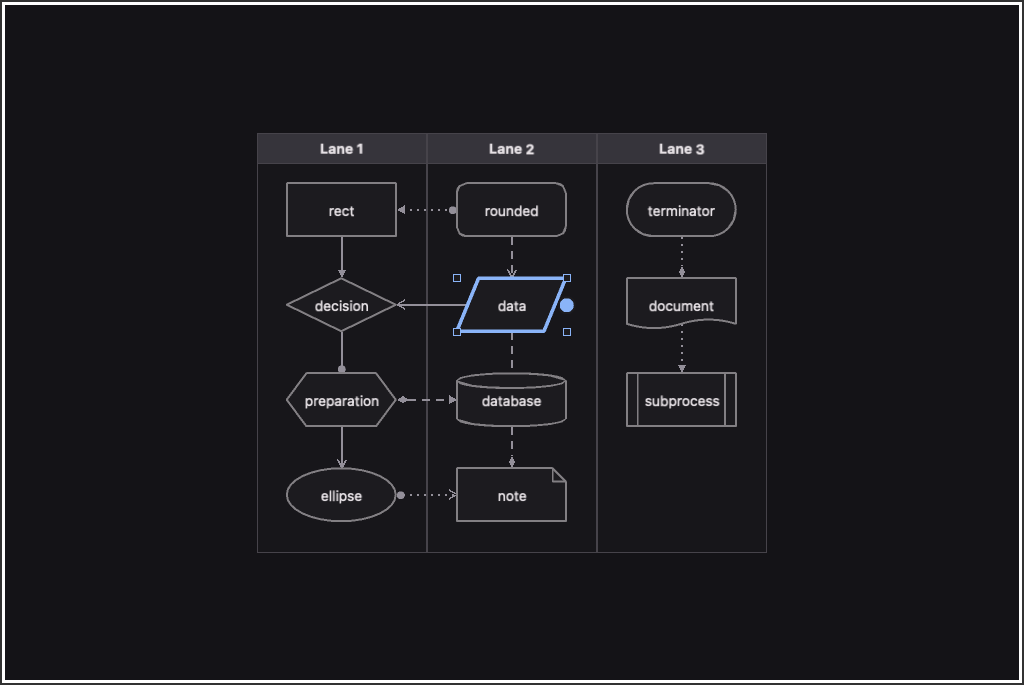 Lane 1
Lane 2
Lane 3
rect
rounded
terminator
decision
data
document
preparation
database
subprocess
ellipse
note